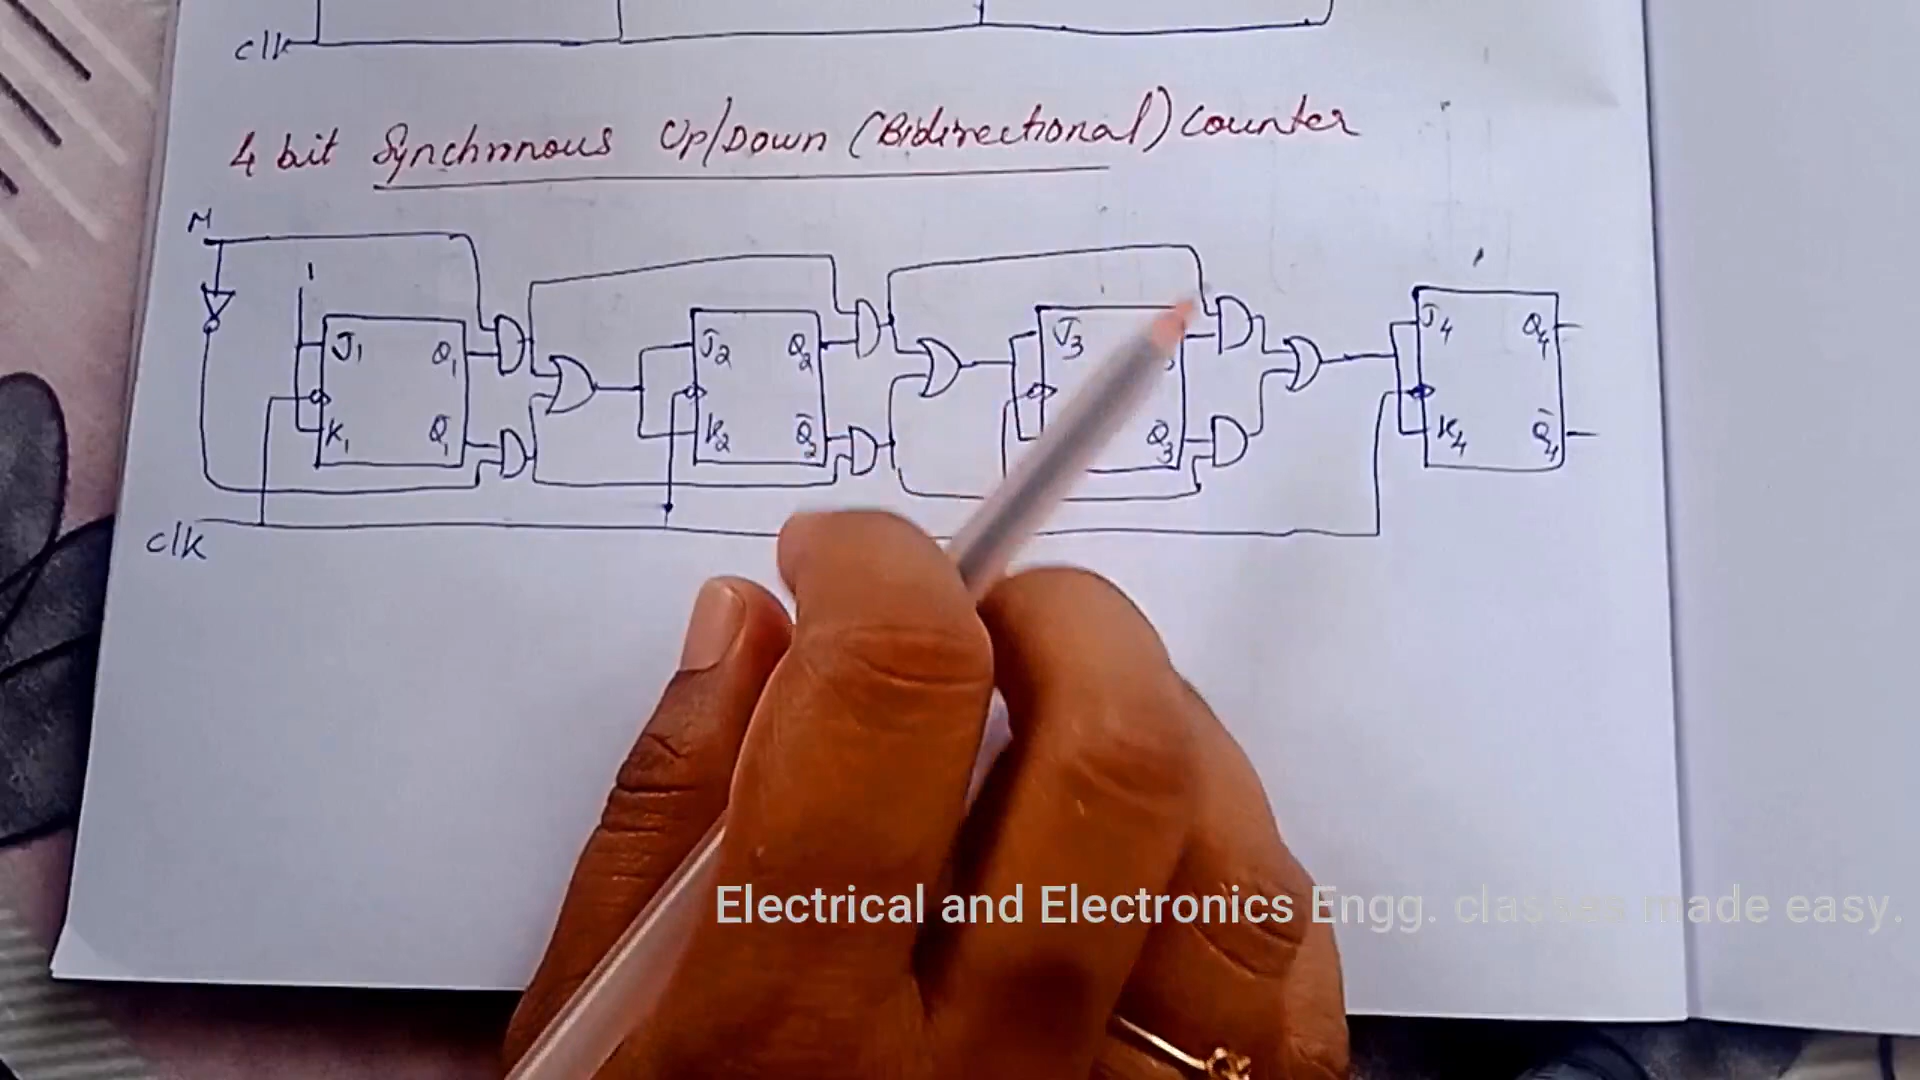 clk
4 bit Synchronous Up/Down (Bidirectional) Counter
M
1
J1 Q1 J2 Q2 J3 J4 Q4
K1 Q̄1 K2 Q̄2 Q̄3 K4 Q̄4
clk
Electrical and Electronics Engg. classes made easy.